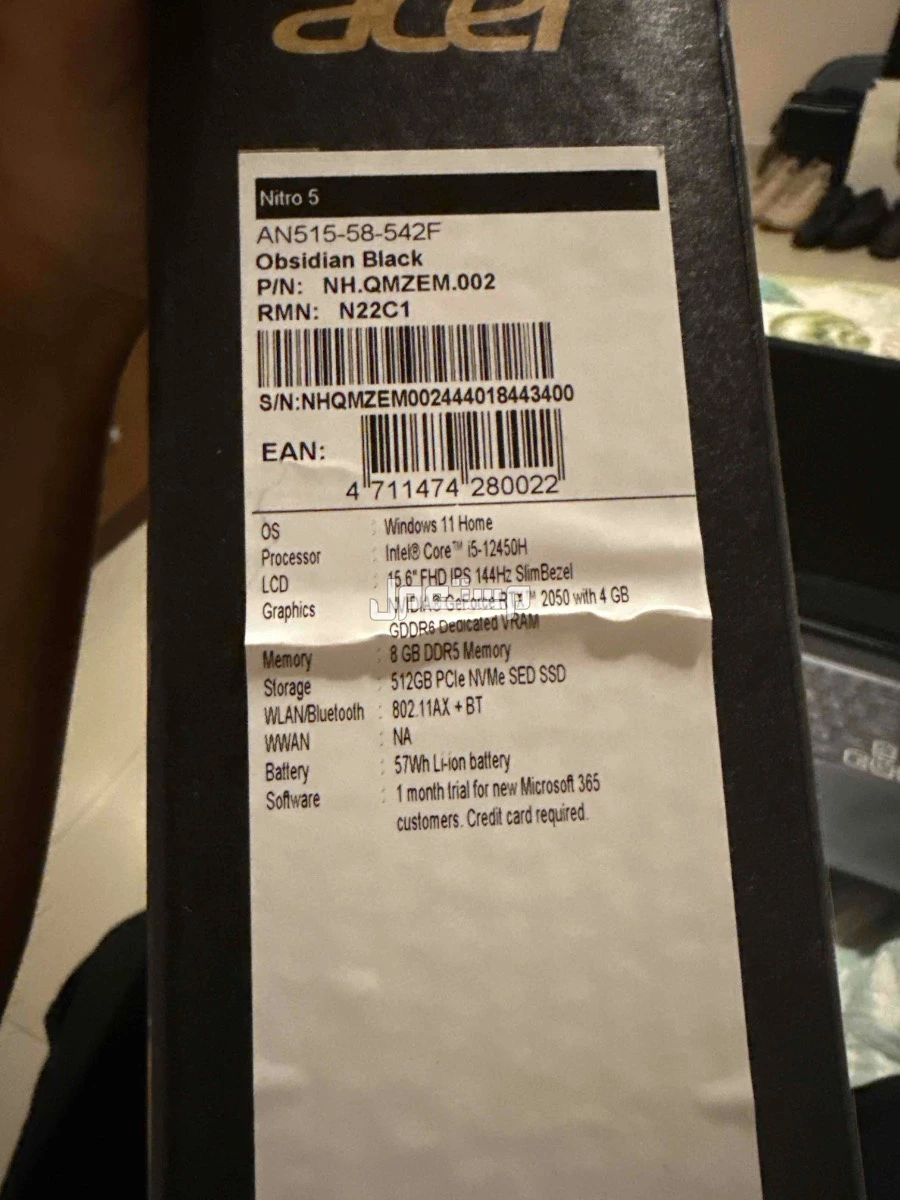 acer
Nitro 5
AN515-58-542F
Obsidian Black
P/N: NH.QMZEM.002
RMN: N22C1
S/N:NHQMZEM002444018443400
EAN:
4 711474 280022
OS : Windows 11 Home
Processor : Intel® Core™ i5-12450H
LCD : 15.6" FHD IPS 144Hz SlimBezel
Graphics : NVIDIA® GeForce RTX™ 2050 with 4 GB
GDDR6 Dedicated VRAM
Memory : 8 GB DDR5 Memory
Storage : 512GB PCIe NVMe SED SSD
WLAN/Bluetooth : 802.11AX + BT
WWAN : NA
Battery : 57Wh Li-ion battery
Software : 1 month trial for new Microsoft 365
customers. Credit card required.